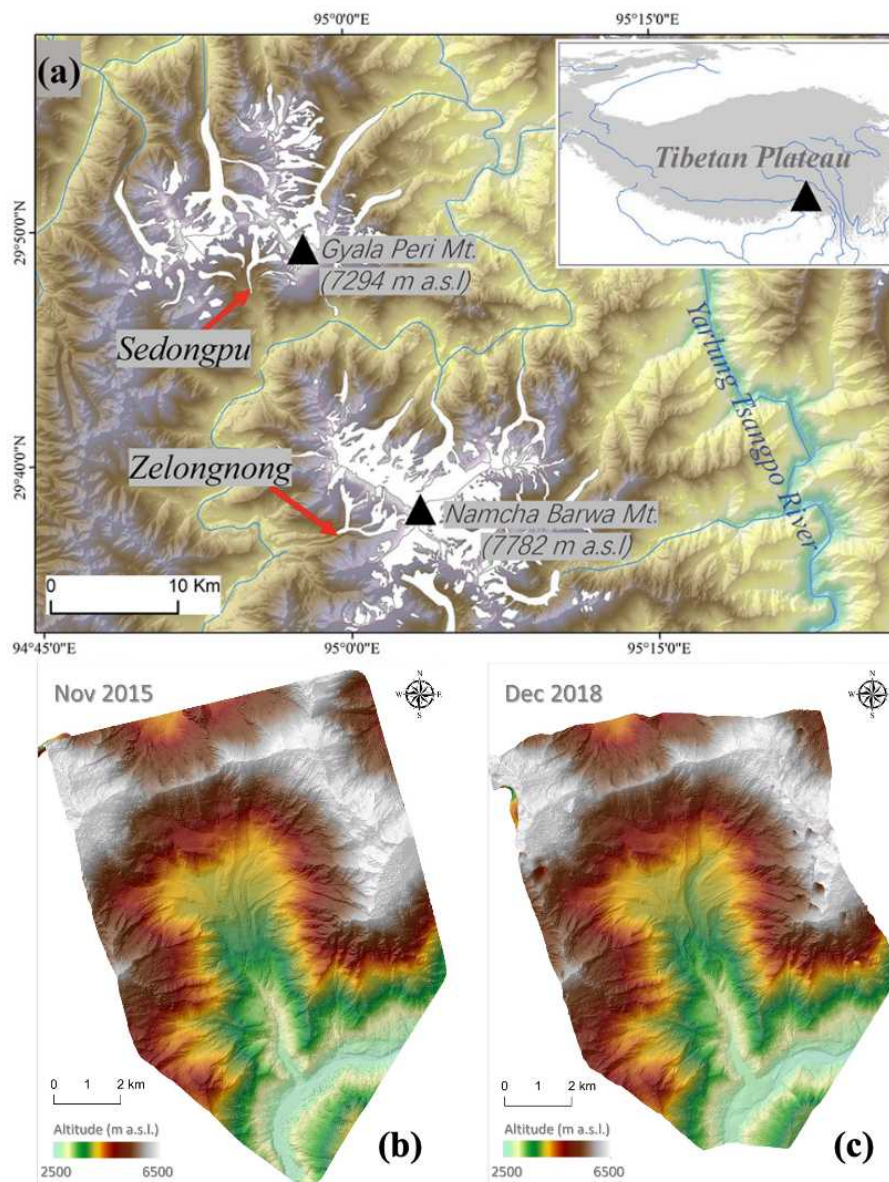 95°0'0"E 95°15'0"E
(a)
Tibetan Plateau
29°50'0"N
Gyala Peri Mt.
(7294 m a.s.l)
Sedongpu
Yarlung Tsangpo River
Zelongnong
29°40'0"N
Namcha Barwa Mt.
(7782 m a.s.l)
0 10 Km
94°45'0"E 95°0'0"E 95°15'0"E
Nov 2015
N
W E
S
Dec 2018
N
W E
S
0 1 2 km
Altitude (m a.s.l.)
2500 6500
(b)
0 1 2 km
Altitude (m a.s.l.)
2500 6500
(c)